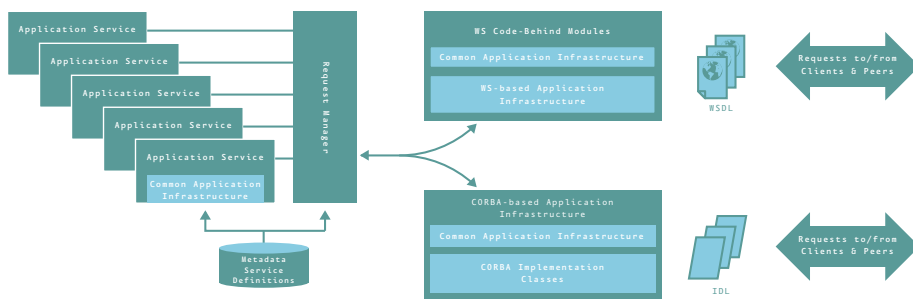 Application Service
Application Service
Application Service
Application Service
Application Service
Common Application
Infrastructure
Request Manager
Metadata
Service
Definitions
WS Code-Behind Modules
Common Application Infrastructure
WS-based Application
Infrastructure
WSDL
Requests to/from
Clients & Peers
CORBA-based Application
Infrastructure
Common Application Infrastructure
CORBA Implementation
Classes
IDL
Requests to/from
Clients & Peers